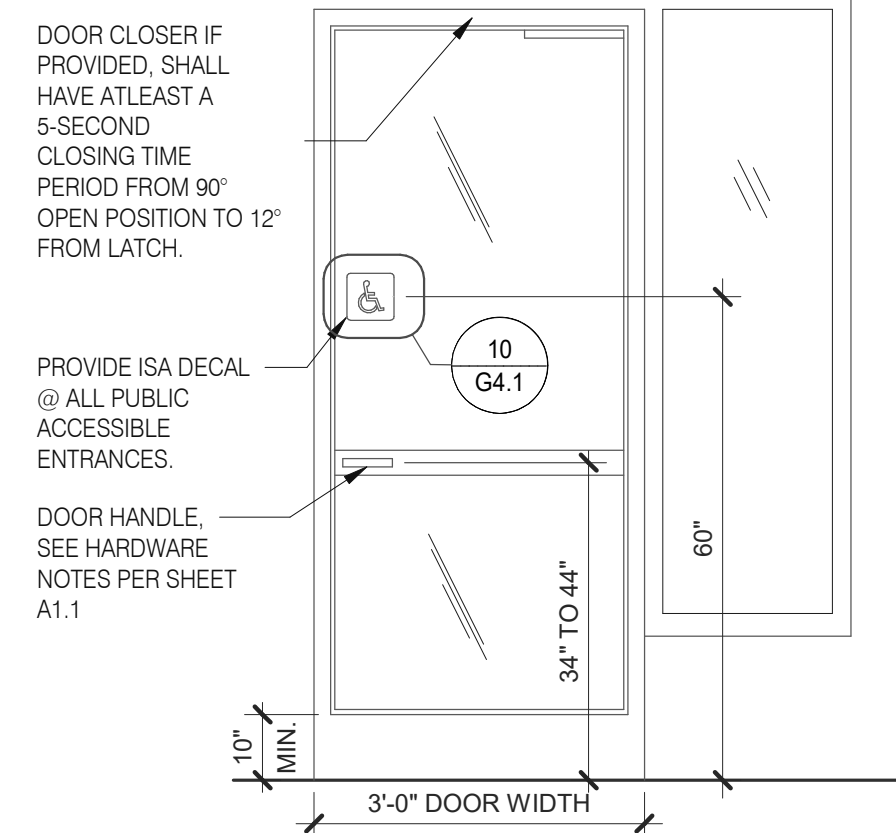 DOOR CLOSER IF
PROVIDED, SHALL
HAVE ATLEAST A
5-SECOND
CLOSING TIME
PERIOD FROM 90°
OPEN POSITION TO 12°
FROM LATCH.
PROVIDE ISA DECAL
@ ALL PUBLIC
ACCESSIBLE
ENTRANCES.
DOOR HANDLE,
SEE HARDWARE
NOTES PER SHEET
A1.1
10
G4.1
60"
34" TO 44"
10"
MIN.
3'-0" DOOR WIDTH